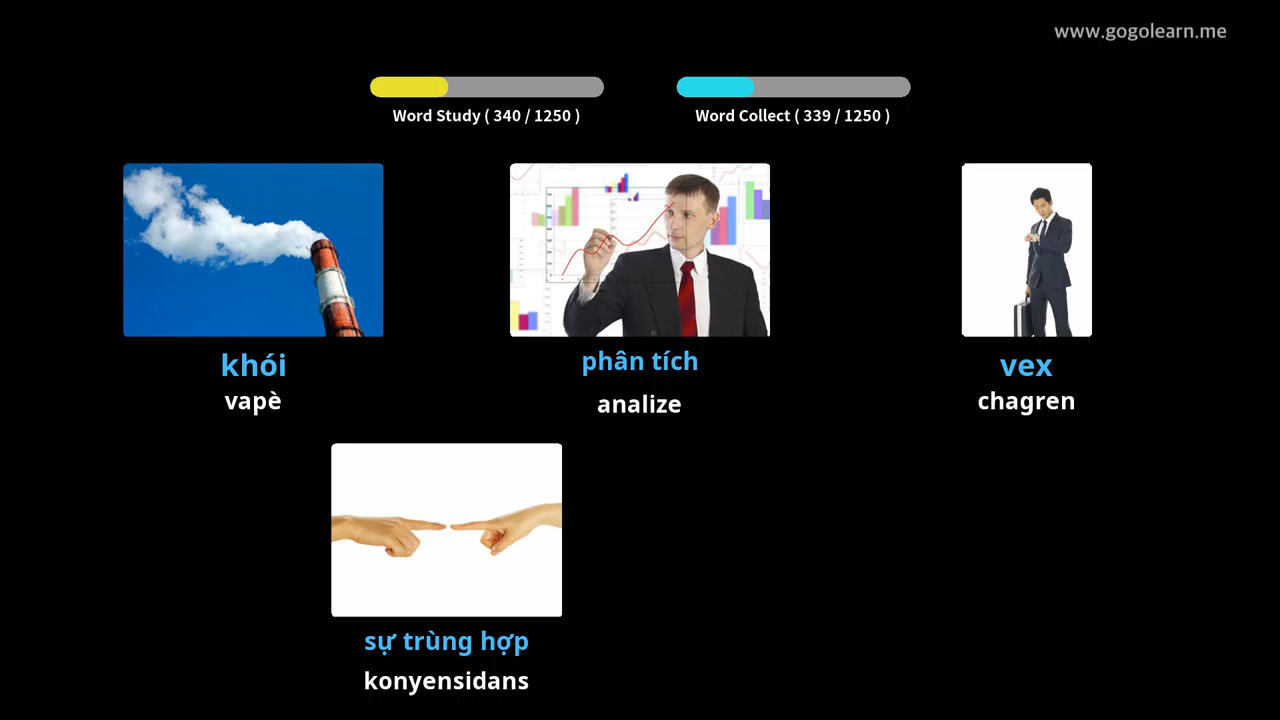 www.gogolearn.me
Word Study ( 340 / 1250 )
Word Collect ( 339 / 1250 )
khói
vapè
phân tích
analize
vex
chagren
sự trùng hợp
konyensidans